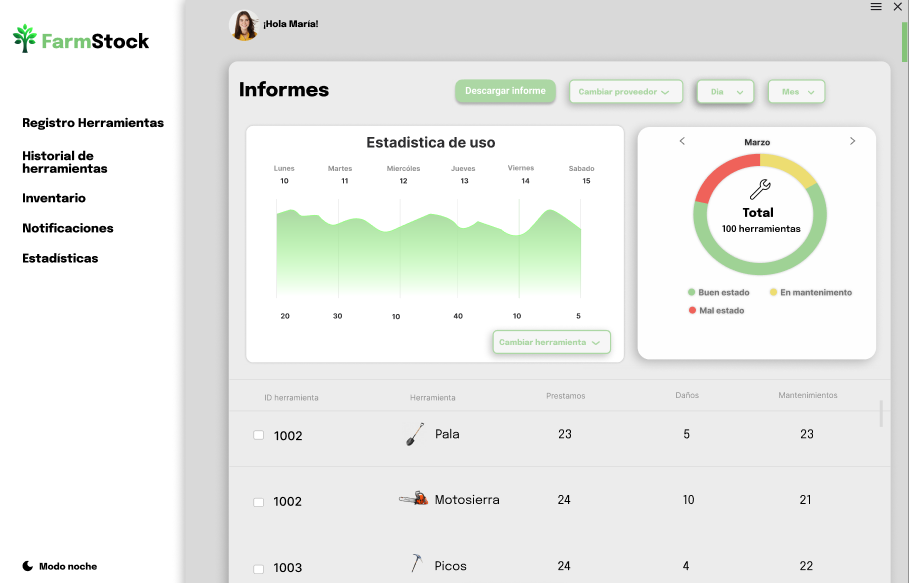 FarmStock
¡Hola María!
Registro Herramientas
Historial de
herramientas
Inventario
Notificaciones
Estadísticas
Modo noche
Informes
Descargar informe
Cambiar proveedor
Dia
Mes
Estadistica de uso
Lunes Martes Miercóles Jueves Viernes Sabado
10 11 12 13 14 15
20 30 10 40 10 5
Cambiar herramienta
Marzo
Total
100 herramientas
Buen estado En mantenimento
Mal estado
ID herramienta Herramienta Prestamos Daños Mantenimientos
1002 Pala 23 5 23
1002 Motosierra 24 10 21
1003 Picos 24 4 22